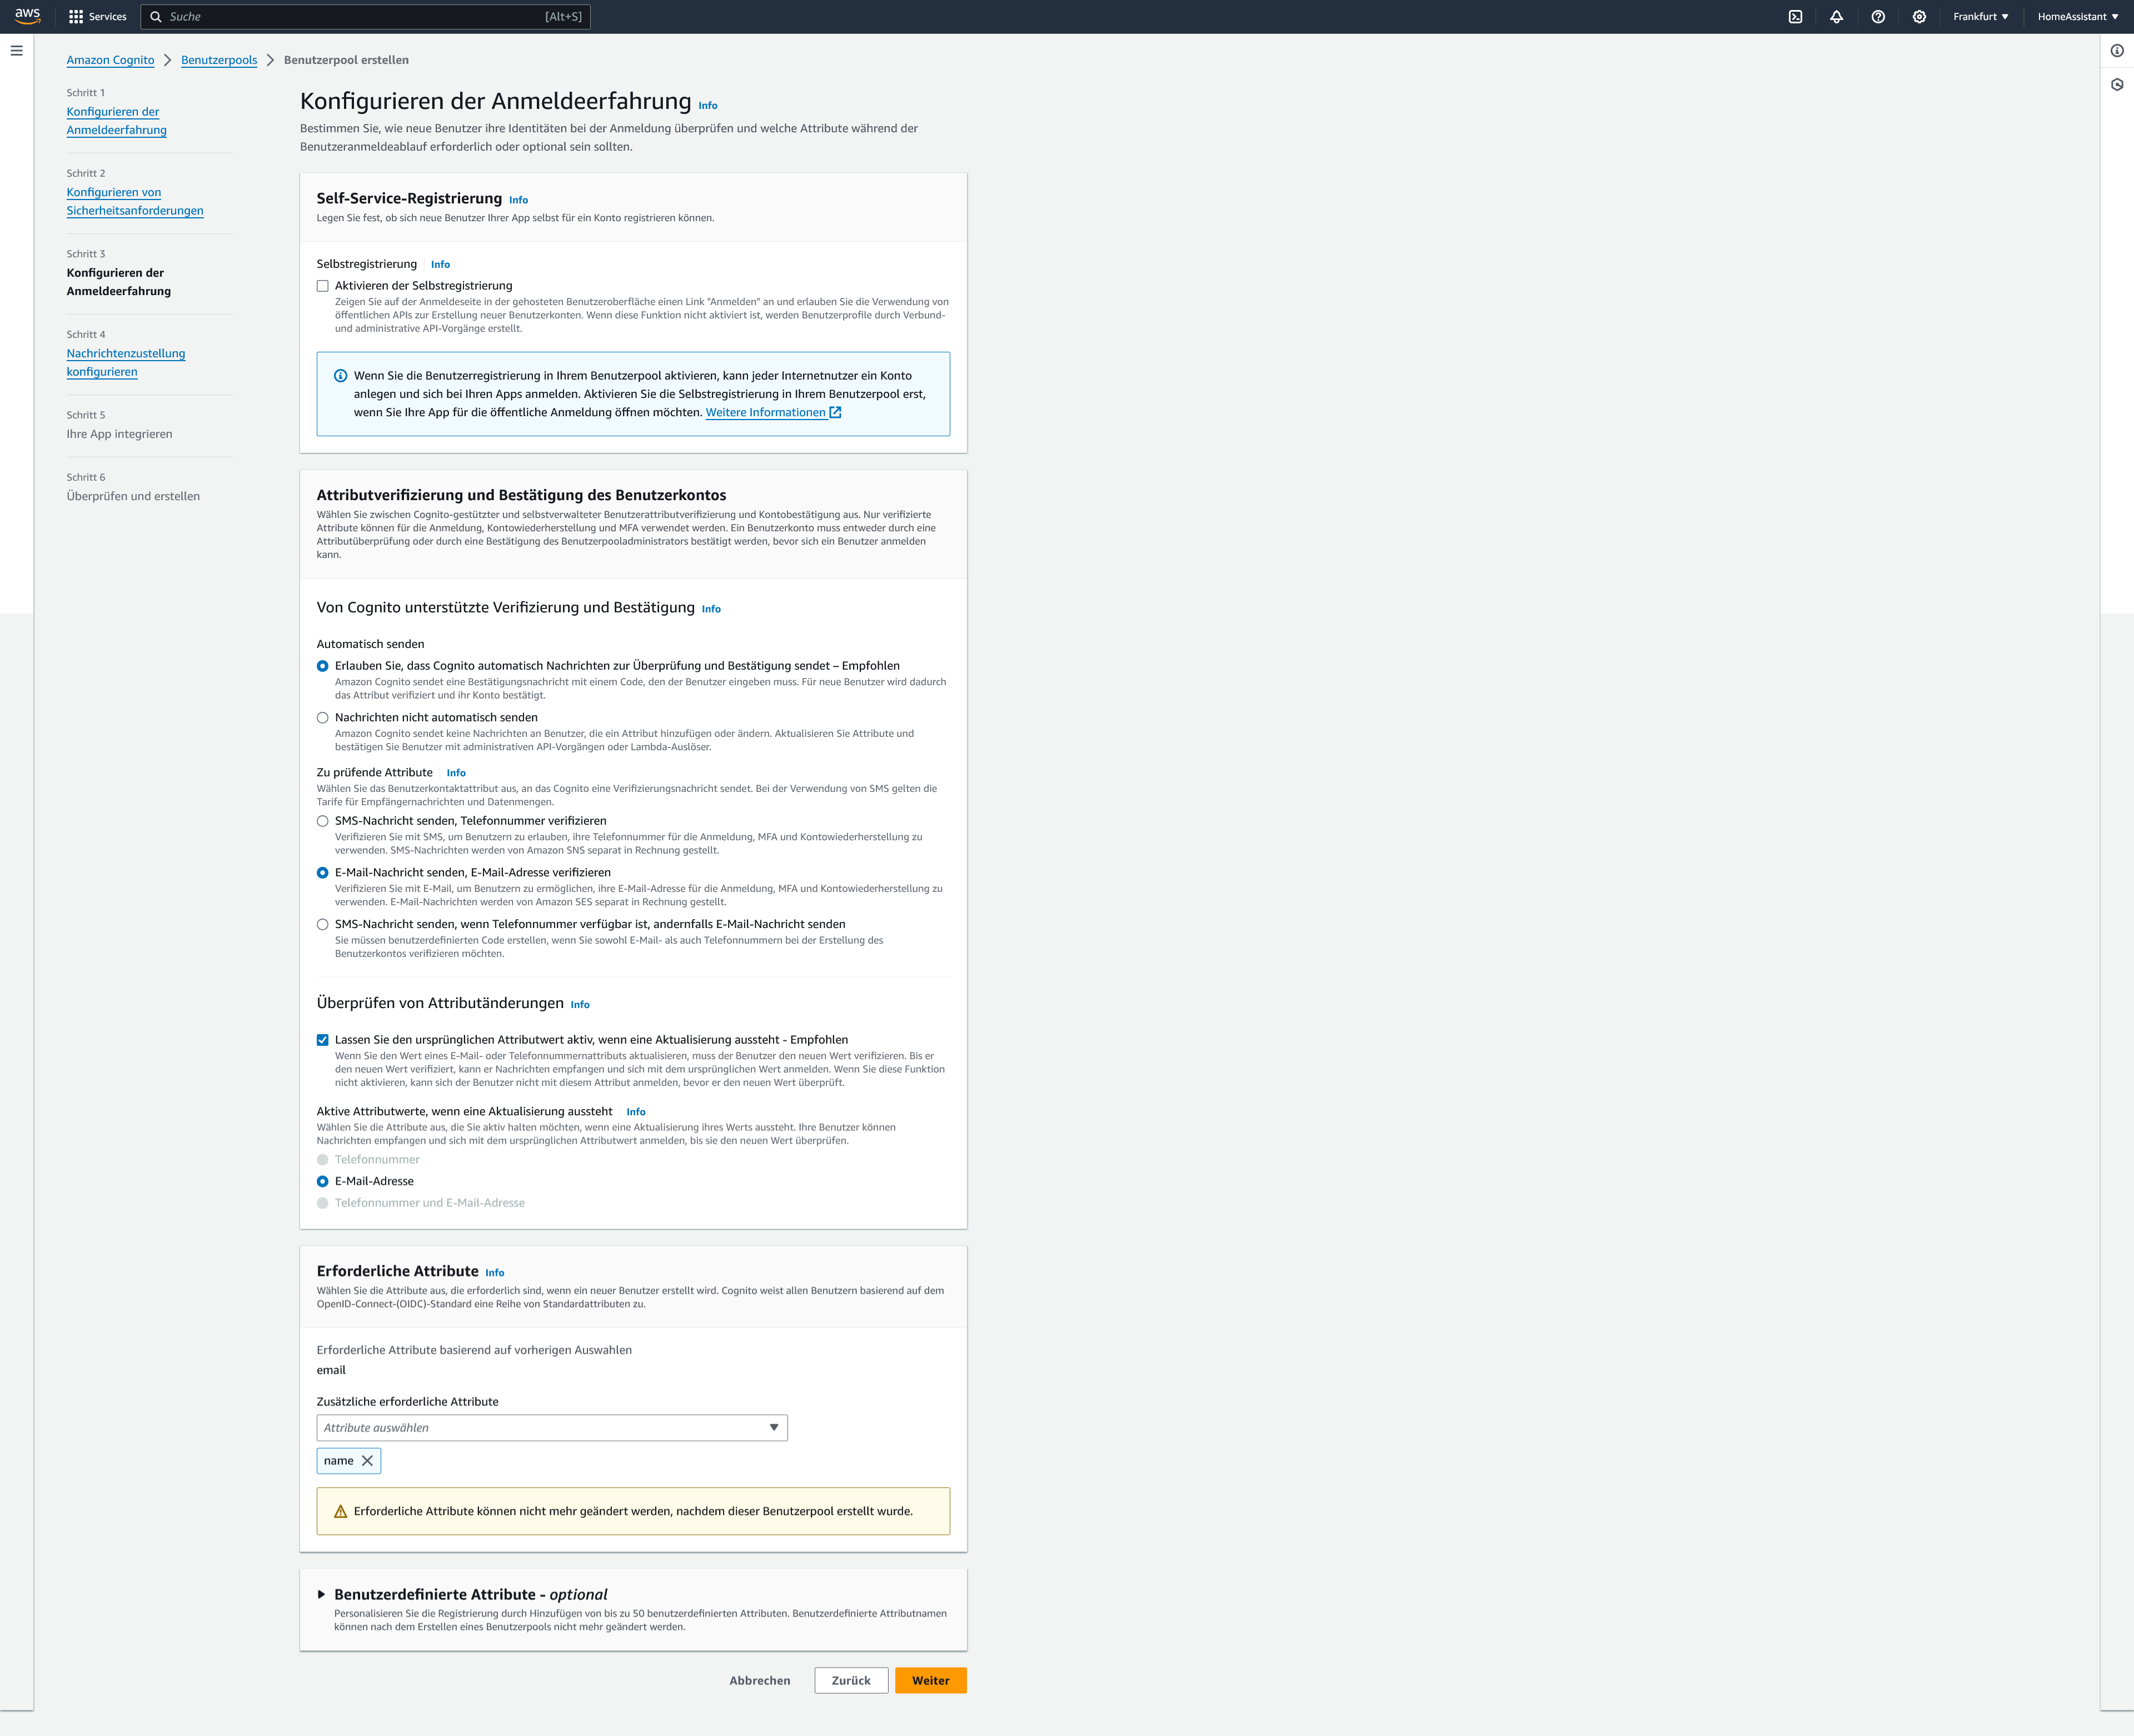 aws
Services
Suche
[Alt+S]
Frankfurt ▼
HomeAssistant ▼
Amazon Cognito > Benutzerpools > Benutzerpool erstellen
Schritt 1
Konfigurieren der
Anmeldeerfahrung
Schritt 2
Konfigurieren von
Sicherheitsanforderungen
Schritt 3
Konfigurieren der
Anmeldeerfahrung
Schritt 4
Nachrichtenzustellung
konfigurieren
Schritt 5
Ihre App integrieren
Schritt 6
Überprüfen und erstellen
Konfigurieren der Anmeldeerfahrung Info
Bestimmen Sie, wie neue Benutzer ihre Identitäten bei der Anmeldung überprüfen und welche Attribute während der
Benutzeranmeldeablauf erforderlich oder optional sein sollten.
Self-Service-Registrierung Info
Legen Sie fest, ob sich neue Benutzer Ihrer App selbst für ein Konto registrieren können.
Selbstregistrierung Info
Aktivieren der Selbstregistrierung
Zeigen Sie auf der Anmeldeseite in der gehosteten Benutzeroberfläche einen Link "Anmelden" an und erlauben Sie die Verwendung von
öffentlichen APIs zur Erstellung neuer Benutzerkonten. Wenn diese Funktion nicht aktiviert ist, werden Benutzerprofile durch Verbund-
und administrative API-Vorgänge erstellt.
Wenn Sie die Benutzerregistrierung in Ihrem Benutzerpool aktivieren, kann jeder Internetnutzer ein Konto
anlegen und sich bei Ihren Apps anmelden. Aktivieren Sie die Selbstregistrierung in Ihrem Benutzerpool erst,
wenn Sie Ihre App für die öffentliche Anmeldung öffnen möchten. Weitere Informationen
Attributverifizierung und Bestätigung des Benutzerkontos
Wählen Sie zwischen Cognito-gestützter und selbstverwalteter Benutzerattributverifizierung und Kontobestätigung aus. Nur verifizierte
Attribute können für die Anmeldung, Kontowiederherstellung und MFA verwendet werden. Ein Benutzerkonto muss entweder durch eine
Attributüberprüfung oder durch eine Bestätigung des Benutzerpooladministrators bestätigt werden, bevor sich ein Benutzer anmelden
kann.
Von Cognito unterstützte Verifizierung und Bestätigung Info
Automatisch senden
Erlauben Sie, dass Cognito automatisch Nachrichten zur Überprüfung und Bestätigung sendet – Empfohlen
Amazon Cognito sendet eine Bestätigungsnachricht mit einem Code, den der Benutzer eingeben muss. Für neue Benutzer wird dadurch
das Attribut verifiziert und ihr Konto bestätigt.
Nachrichten nicht automatisch senden
Amazon Cognito sendet keine Nachrichten an Benutzer, die ein Attribut hinzufügen oder ändern. Aktualisieren Sie Attribute und
bestätigen Sie Benutzer mit administrativen API-Vorgängen oder Lambda-Auslöser.
Zu prüfende Attribute Info
Wählen Sie das Benutzerkontaktattribut aus, an das Cognito eine Verifizierungsnachricht sendet. Bei der Verwendung von SMS gelten die
Tarife für Empfängernachrichten und Datenmengen.
SMS-Nachricht senden, Telefonnummer verifizieren
Verifizieren Sie mit SMS, um Benutzern zu erlauben, ihre Telefonnummer für die Anmeldung, MFA und Kontowiederherstellung zu
verwenden. SMS-Nachrichten werden von Amazon SNS separat in Rechnung gestellt.
E-Mail-Nachricht senden, E-Mail-Adresse verifizieren
Verifizieren Sie mit E-Mail, um Benutzern zu ermöglichen, ihre E-Mail-Adresse für die Anmeldung, MFA und Kontowiederherstellung zu
verwenden. E-Mail-Nachrichten werden von Amazon SES separat in Rechnung gestellt.
SMS-Nachricht senden, wenn Telefonnummer verfügbar ist, andernfalls E-Mail-Nachricht senden
Sie müssen benutzerdefinierten Code erstellen, wenn Sie sowohl E-Mail- als auch Telefonnummern bei der Erstellung des
Benutzerkontos verifizieren möchten.
Überprüfen von Attributänderungen Info
Lassen Sie den ursprünglichen Attributwert aktiv, wenn eine Aktualisierung aussteht - Empfohlen
Wenn Sie den Wert eines E-Mail- oder Telefonnummernattributs aktualisieren, muss der Benutzer den neuen Wert verifizieren. Bis er
den neuen Wert verifiziert, kann er Nachrichten empfangen und sich mit dem ursprünglichen Wert anmelden. Wenn Sie diese Funktion
nicht aktivieren, kann sich der Benutzer nicht mit diesem Attribut anmelden, bevor er den neuen Wert überprüft.
Aktive Attributwerte, wenn eine Aktualisierung aussteht Info
Wählen Sie die Attribute aus, die Sie aktiv halten möchten, wenn eine Aktualisierung ihres Werts aussteht. Ihre Benutzer können
Nachrichten empfangen und sich mit dem ursprünglichen Attributwert anmelden, bis sie den neuen Wert überprüfen.
Telefonnummer
E-Mail-Adresse
Telefonnummer und E-Mail-Adresse
Erforderliche Attribute Info
Wählen Sie die Attribute aus, die erforderlich sind, wenn ein neuer Benutzer erstellt wird. Cognito weist allen Benutzern basierend auf dem
OpenID-Connect-(OIDC)-Standard eine Reihe von Standardattributen zu.
Erforderliche Attribute basierend auf vorherigen Auswahlen
email
Zusätzliche erforderliche Attribute
Attribute auswählen
name
Erforderliche Attribute können nicht mehr geändert werden, nachdem dieser Benutzerpool erstellt wurde.
Benutzerdefinierte Attribute - optional
Personalisieren Sie die Registrierung durch Hinzufügen von bis zu 50 benutzerdefinierten Attributen. Benutzerdefinierte Attributnamen
können nach dem Erstellen eines Benutzerpools nicht mehr geändert werden.
Abbrechen
Zurück
Weiter